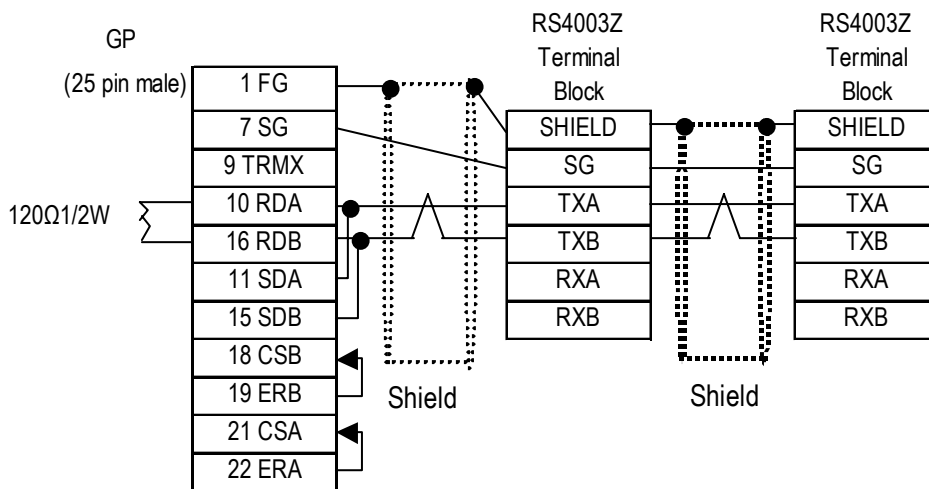 GP
(25 pin male)
1 FG
7 SG
9 TRMX
10 RDA
16 RDB
11 SDA
15 SDB
18 CSB
19 ERB
21 CSA
22 ERA
120Ω1/2W
Shield
RS4003Z
Terminal
Block
SHIELD
SG
TXA
TXB
RXA
RXB
Shield
RS4003Z
Terminal
Block
SHIELD
SG
TXA
TXB
RXA
RXB